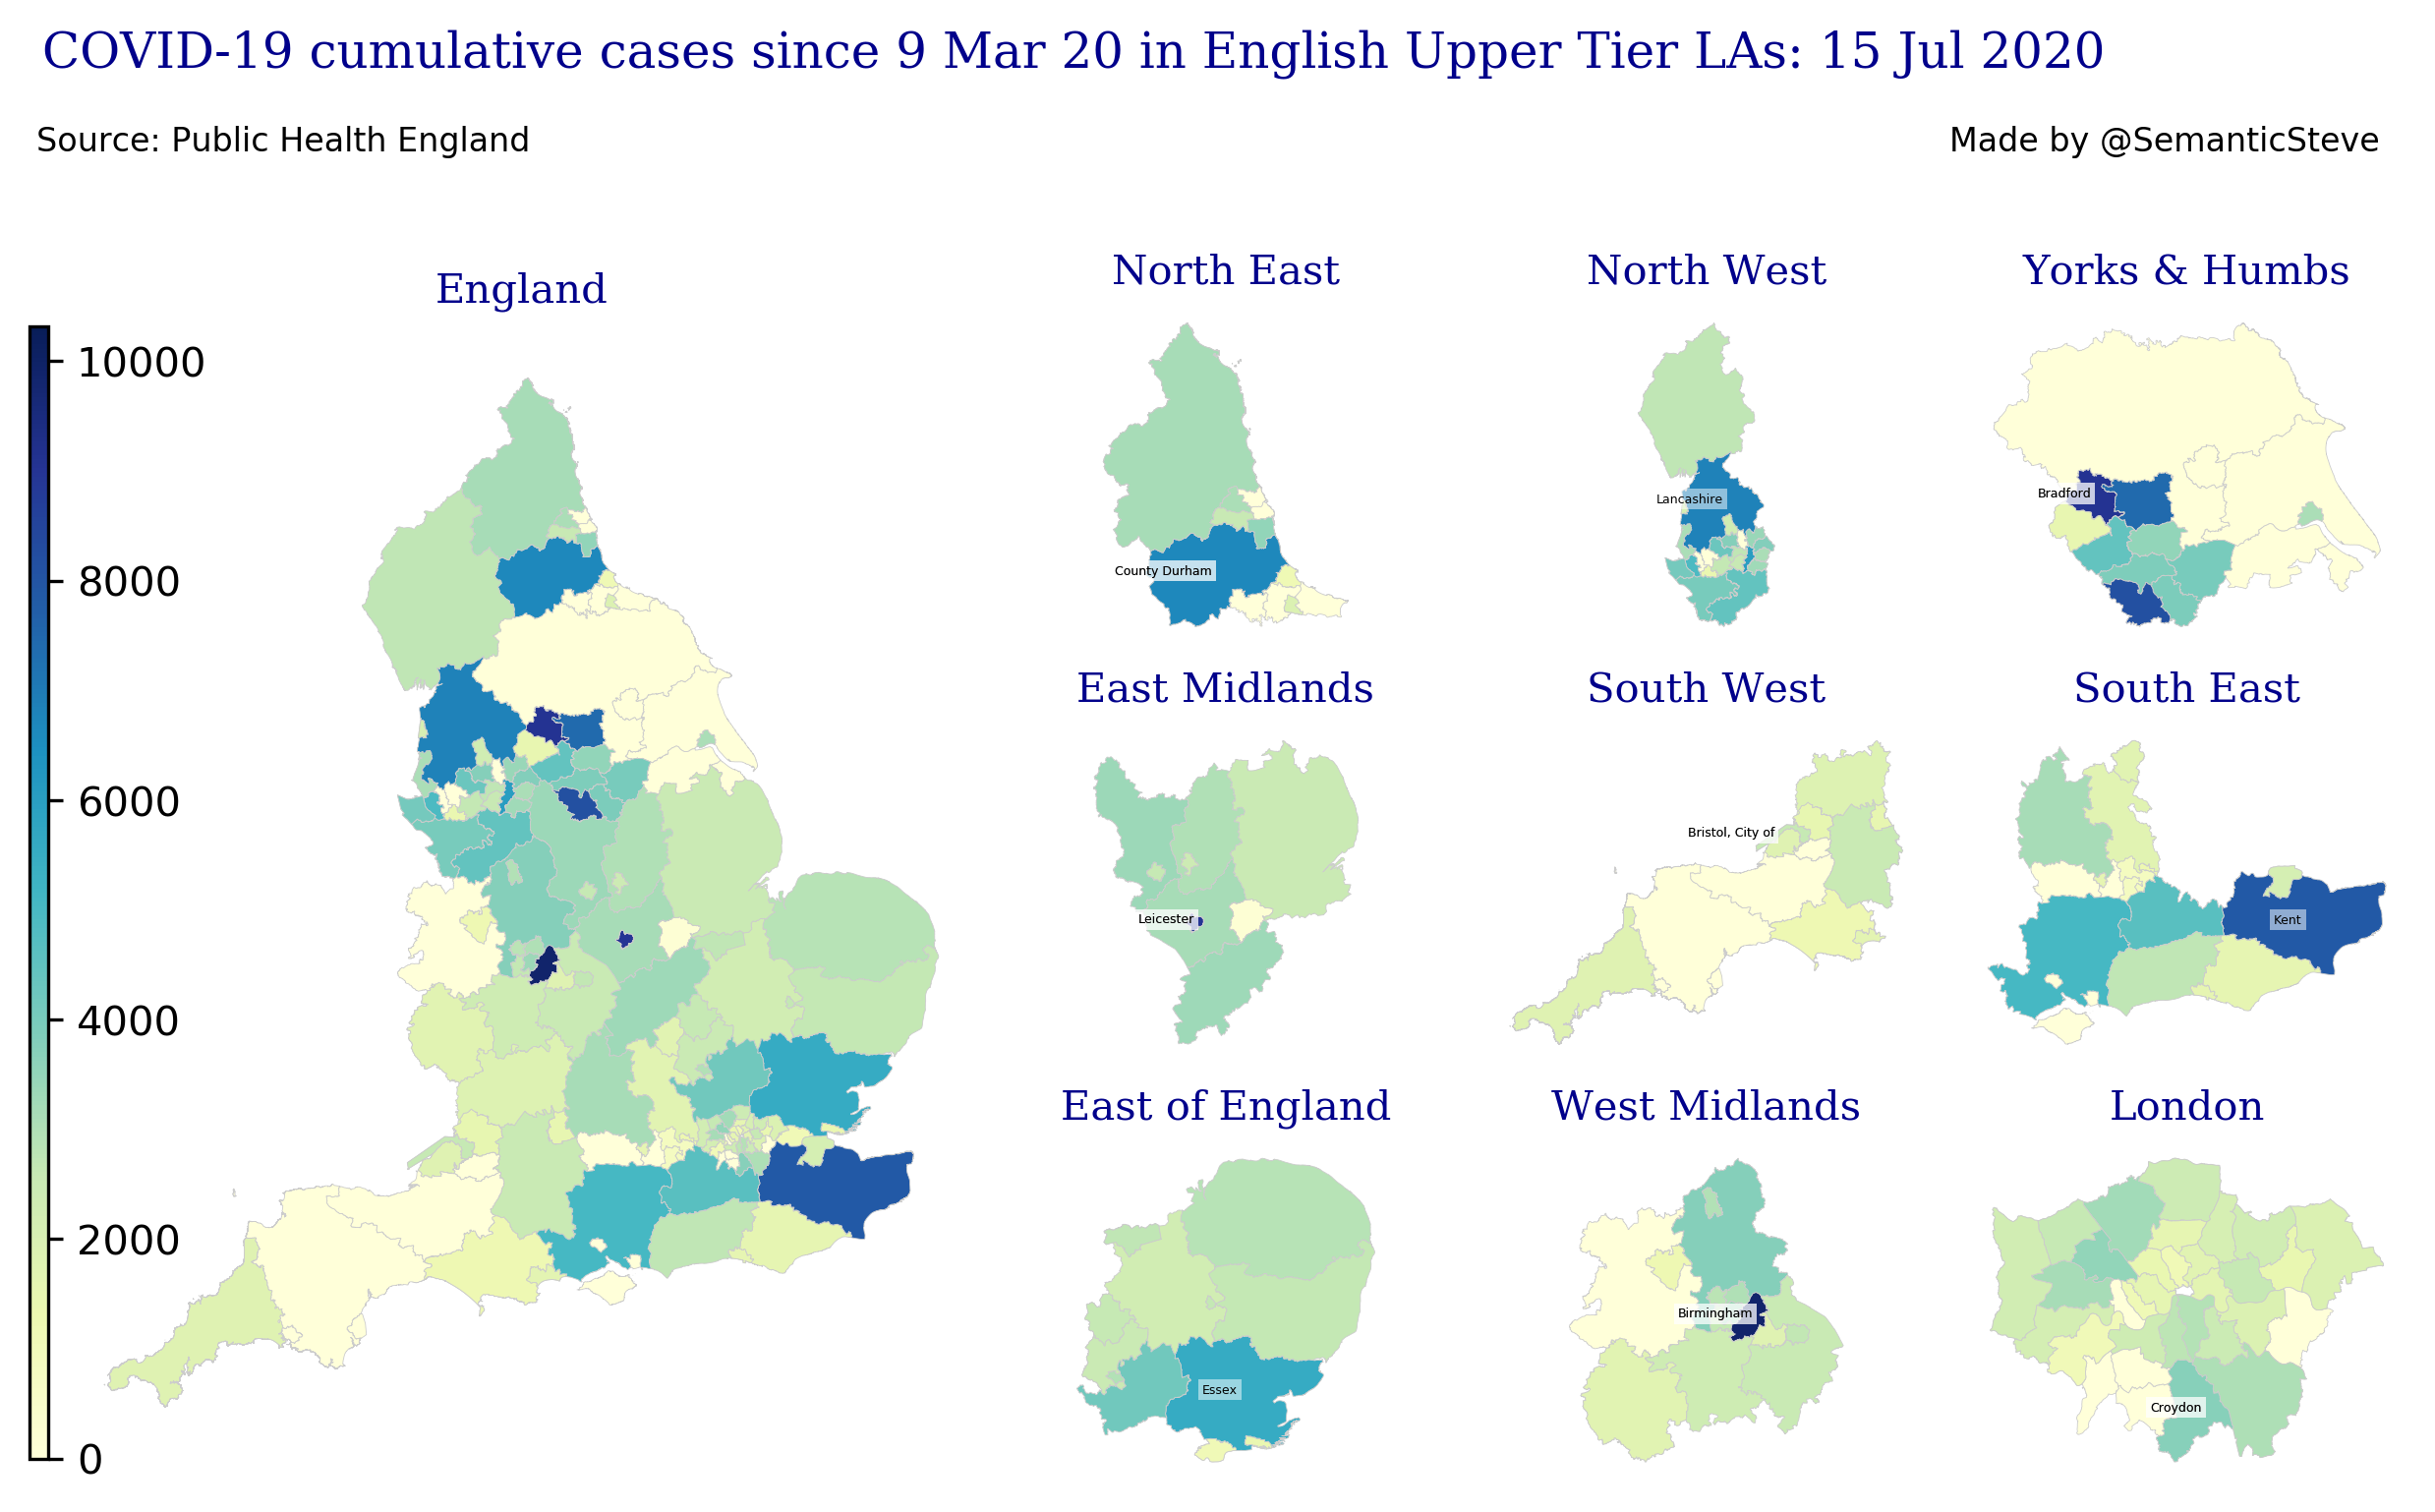 COVID-19 cumulative cases since 9 Mar 20 in English Upper Tier LAs: 15 Jul 2020
Source: Public Health England
Made by @SemanticSteve
England
10000
8000
6000
4000
2000
0
North East
County Durham
North West
Lancashire
Yorks & Humbs
Bradford
East Midlands
Leicester
South West
Bristol, City of
South East
Kent
East of England
Essex
West Midlands
Birmingham
London
Croydon